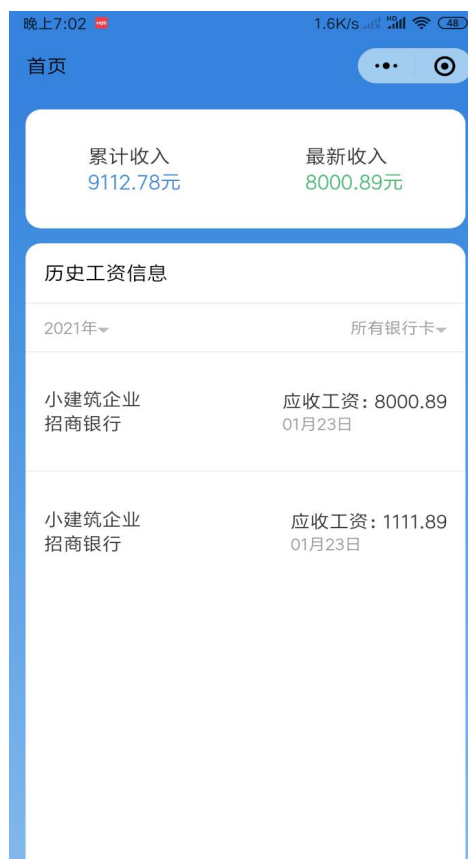 晚上7:02 1.6K/s HD 48
首页
累计收入 最新收入
9112.78元 8000.89元
历史工资信息
2021年 所有银行卡
小建筑企业 应收工资: 8000.89
招商银行 01月23日
小建筑企业 应收工资: 1111.89
招商银行 01月23日